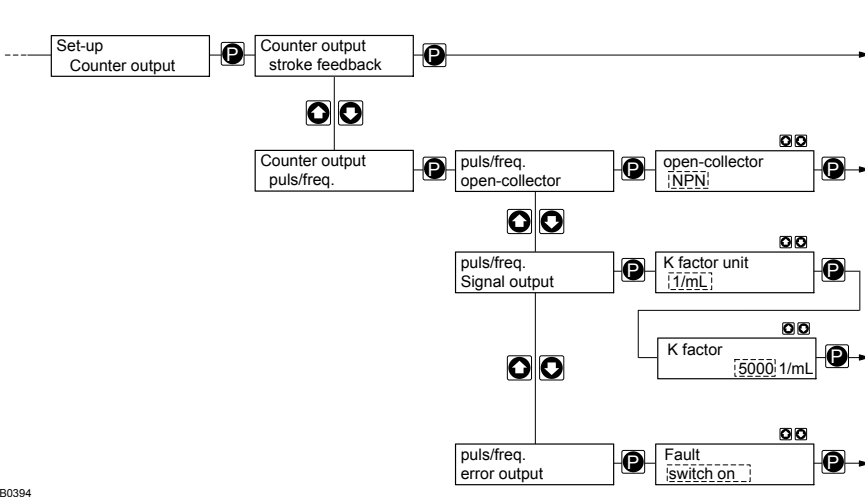 Set-up
Counter output
P
Counter output
stroke feedback
P
Counter output
puls/freq.
P
puls/freq.
open-collector
P
open-collector
NPN
P
puls/freq.
Signal output
P
K factor unit
1/mL
P
K factor
5000 1/mL
P
puls/freq.
error output
P
Fault
switch on
P
B0394